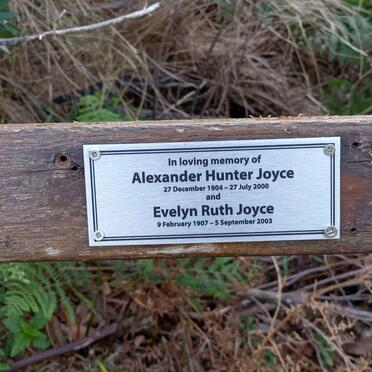 In loving memory of
Alexander Hunter Joyce
27 December 1904 – 27 July 2000
and
Evelyn Ruth Joyce
9 February 1907 – 5 September 2003